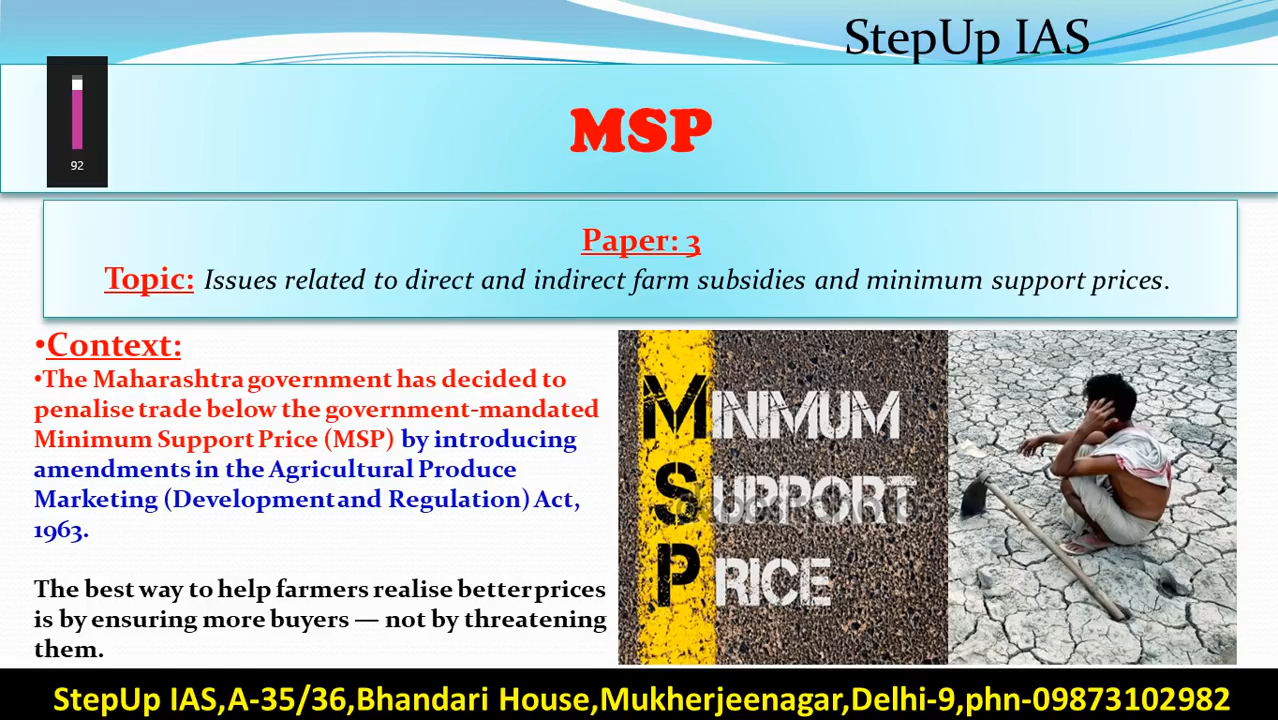 StepUp IAS
MSP
92
Paper: 3
Topic: Issues related to direct and indirect farm subsidies and minimum support prices.
•Context:
•The Maharashtra government has decided to
penalise trade below the government-mandated
Minimum Support Price (MSP) by introducing
amendments in the Agricultural Produce
Marketing (Development and Regulation) Act,
1963.
The best way to help farmers realise better prices
is by ensuring more buyers — not by threatening
them.
MINIMUM
SUPPORT
PRICE
StepUp IAS,A-35/36,Bhandari House,Mukherjeenagar,Delhi-9,phn-09873102982